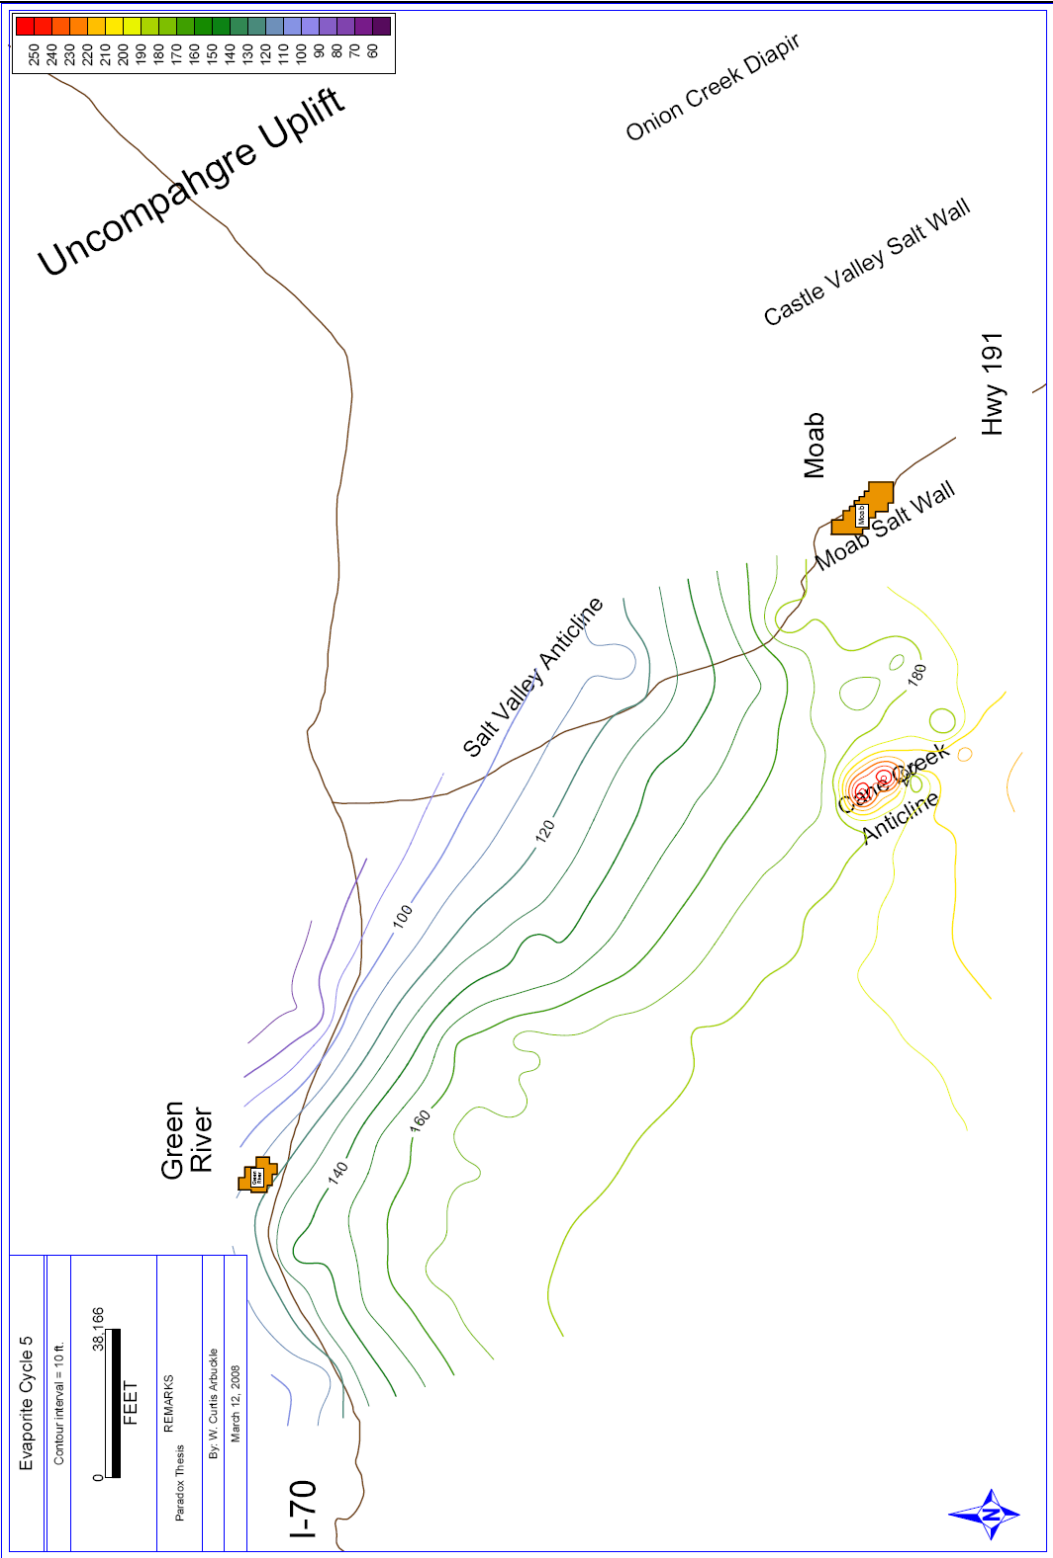 250
240
230
220
210
200
190
180
170
160
150
140
130
120
110
100
90
80
70
60
Uncompahgre Uplift
Onion Creek Diapir
Castle Valley Salt Wall
Hwy 191
Moab
Moab
Moab Salt Wall
Salt Valley Anticline
180
Cane Creek
Anticline
120
100
160
140
Green
River
Green
River
I-70
Evaporite Cycle 5
Contour interval = 10 ft.
0
38,166
FEET
REMARKS
Paradox Thesis
By: W. Curtis Arbuckle
March 12, 2008
N